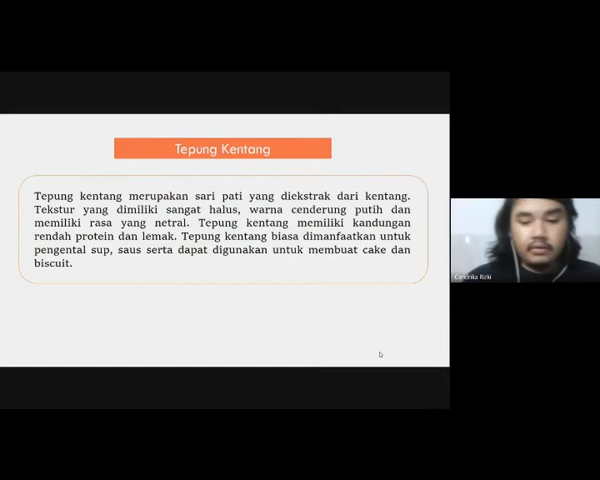 Tepung Kentang
Tepung kentang merupakan sari pati yang diekstrak dari kentang.
Tekstur yang dimiliki sangat halus, warna cenderung putih dan
memiliki rasa yang netral. Tepung kentang memiliki kandungan
rendah protein dan lemak. Tepung kentang biasa dimanfaatkan untuk
pengental sup, saus serta dapat digunakan untuk membuat cake dan
biscuit.
Candrika Rizki